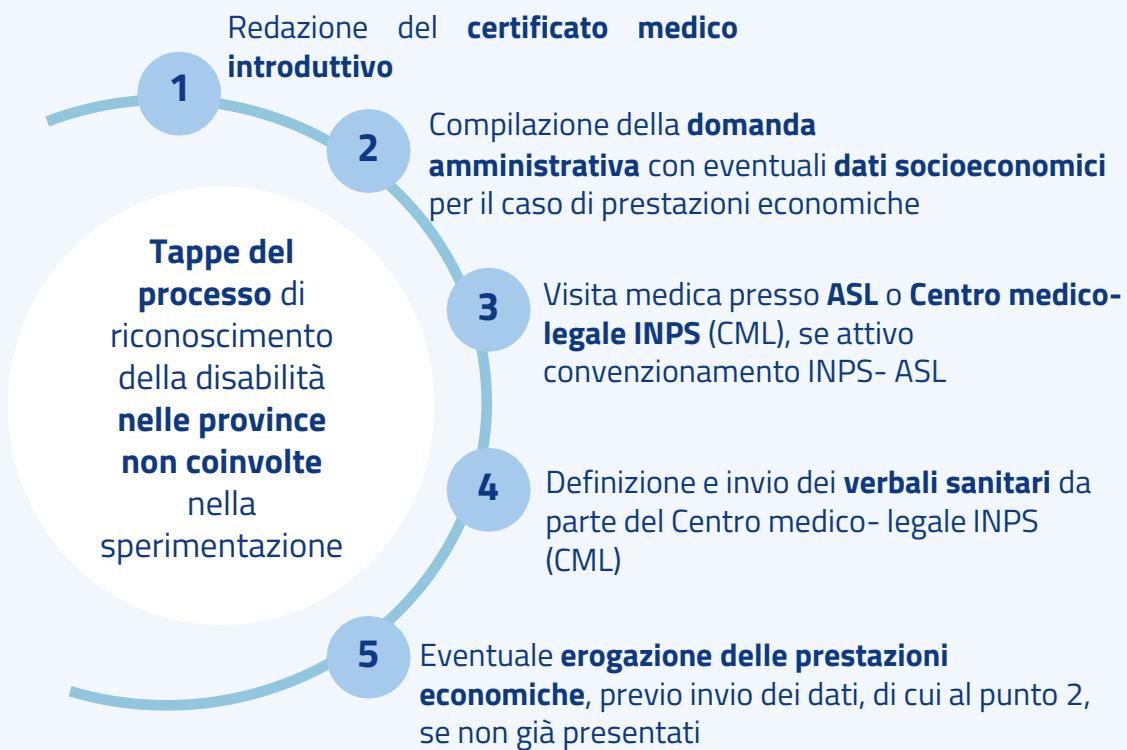 Redazione del certificato medico
introduttivo
1
2
Compilazione della domanda
amministrativa con eventuali dati socioeconomici
per il caso di prestazioni economiche
Tappe del
processo di
riconoscimento
della disabilità
nelle province
non coinvolte
nella
sperimentazione
3
Visita medica presso ASL o Centro medico-
legale INPS (CML), se attivo
convenzionamento INPS- ASL
4
Definizione e invio dei verbali sanitari da
parte del Centro medico- legale INPS
(CML)
5
Eventuale erogazione delle prestazioni
economiche, previo invio dei dati, di cui al punto 2,
se non già presentati